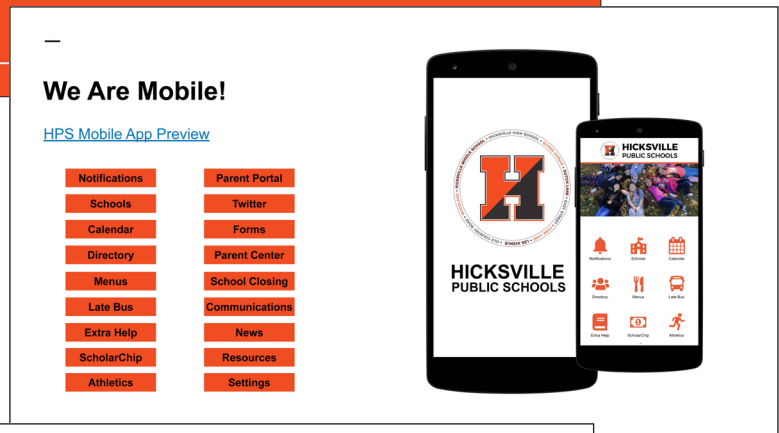 We Are Mobile!
HPS Mobile App Preview
Notifications
Schools
Calendar
Directory
Menus
Late Bus
Extra Help
ScholarChip
Athletics
Parent Portal
Twitter
Forms
Parent Center
School Closing
Communications
News
Resources
Settings
HICKSVILLE
PUBLIC SCHOOLS
HICKSVILLE
PUBLIC SCHOOLS
Notifications
Schools
Calendar
Directory
Menus
Late Bus
Extra Help
ScholarChip
Athletics